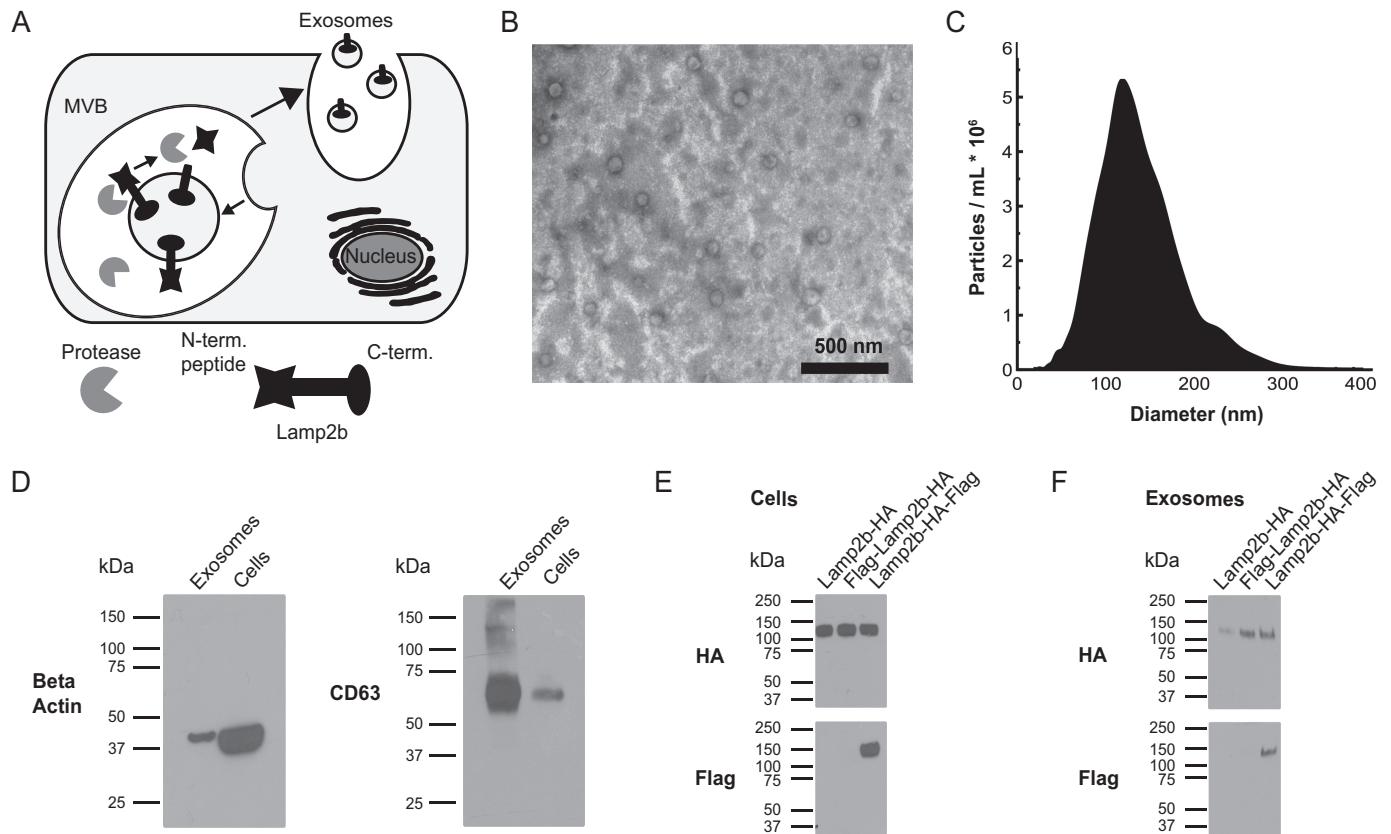 A
Exosomes
MVB
Nucleus
Protease
N-term.
peptide
C-term.
Lamp2b
B
500 nm
C
Particles / mL * 10⁶
6
5
4
3
2
1
0
0 100 200 300 400
Diameter (nm)
D
kDa
Exosomes
Cells
150
100
75
50
37
25
Beta
Actin
kDa
Exosomes
Cells
150
100
75
50
37
25
CD63
E
Cells
kDa
Lamp2b-HA
Flag-Lamp2b-HA
Lamp2b-HA-Flag
250
150
100
75
50
37
HA
250
150
100
75
50
37
Flag
F
Exosomes
kDa
Lamp2b-HA
Flag-Lamp2b-HA
Lamp2b-HA-Flag
250
150
100
75
50
37
HA
250
150
100
75
50
37
Flag